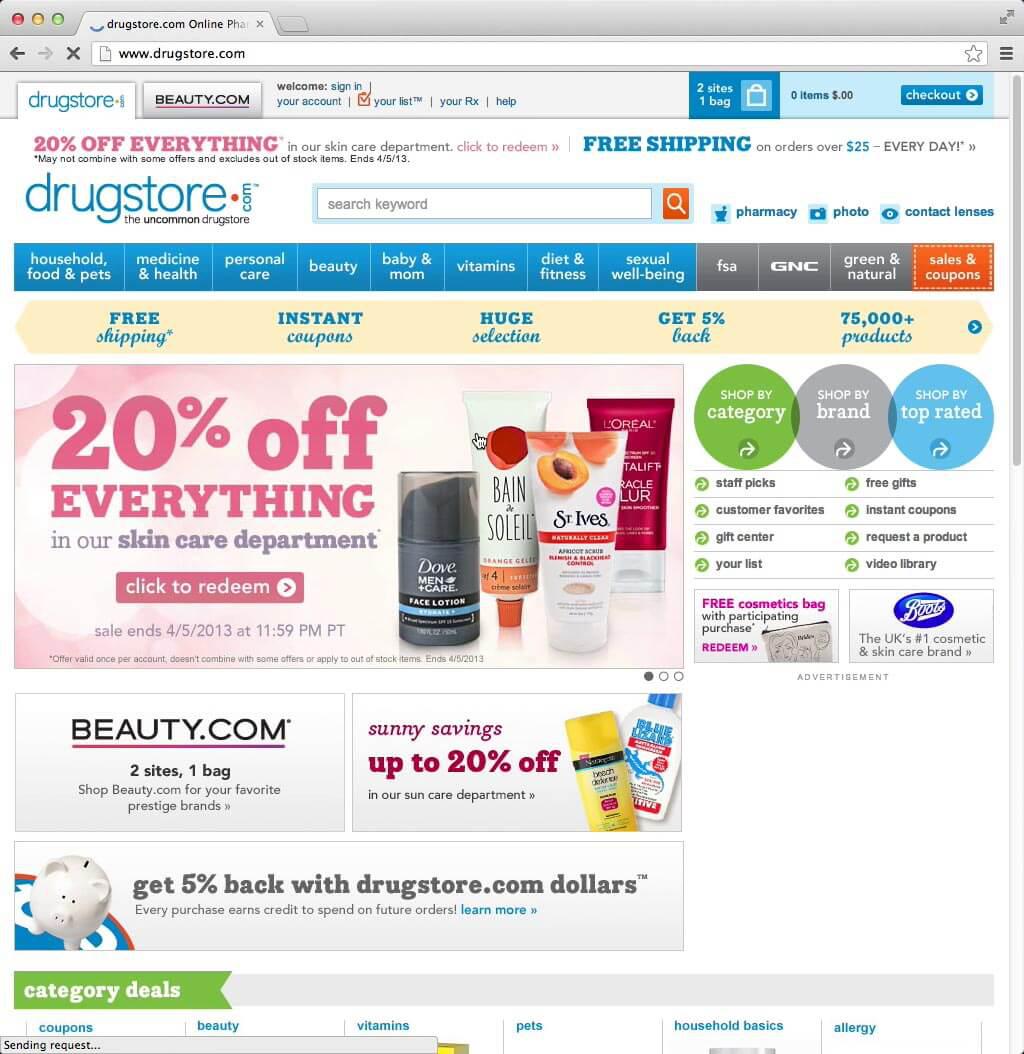 drugstore.com Online Phar
www.drugstore.com
drugstore.com
BEAUTY.COM
welcome: sign in |
your account | your list™ | your Rx | help
2 sites
1 bag
0 items $.00
checkout
20% OFF EVERYTHING* in our skin care department. click to redeem »
*May not combine with some offers and excludes out of stock items. Ends 4/5/13.
FREE SHIPPING on orders over $25 – EVERY DAY!* »
drugstore.com™
the uncommon drugstore
search keyword
pharmacy
photo
contact lenses
household,
food & pets
medicine
& health
personal
care
beauty
baby &
mom
vitamins
diet &
fitness
sexual
well-being
fsa
GNC
green &
natural
sales &
coupons
FREE
shipping*
INSTANT
coupons
HUGE
selection
GET 5%
back
75,000+
products
20% off
EVERYTHING
in our skin care department*
click to redeem
sale ends 4/5/2013 at 11:59 PM PT
*Offer valid once per account, doesn't combine with some offers or apply to out of stock items. Ends 4/5/2013
Dove
MEN
+CARE
FACE LOTION
HYDRATE +
BAIN
de
SOLEIL
ORANGE GELÉE
crème solaire
St. Ives
NATURALLY CLEAR
APRICOT SCRUB
BLEMISH & BLACKHEAD
CONTROL
L'ORÉAL
SHOP BY
category
SHOP BY
brand
SHOP BY
top rated
staff picks
free gifts
customer favorites
instant coupons
gift center
request a product
your list
video library
FREE cosmetics bag
with participating
purchase*
REDEEM »
Boots
The UK's #1 cosmetic
& skin care brand »
ADVERTISEMENT
BEAUTY.COM
2 sites, 1 bag
Shop Beauty.com for your favorite
prestige brands »
sunny savings
up to 20% off
in our sun care department »
Neutrogena
beach
defense
BLUE
LIZARD
get 5% back with drugstore.com dollars™
Every purchase earns credit to spend on future orders! learn more »
category deals
coupons
beauty
vitamins
pets
household basics
allergy
Sending request...